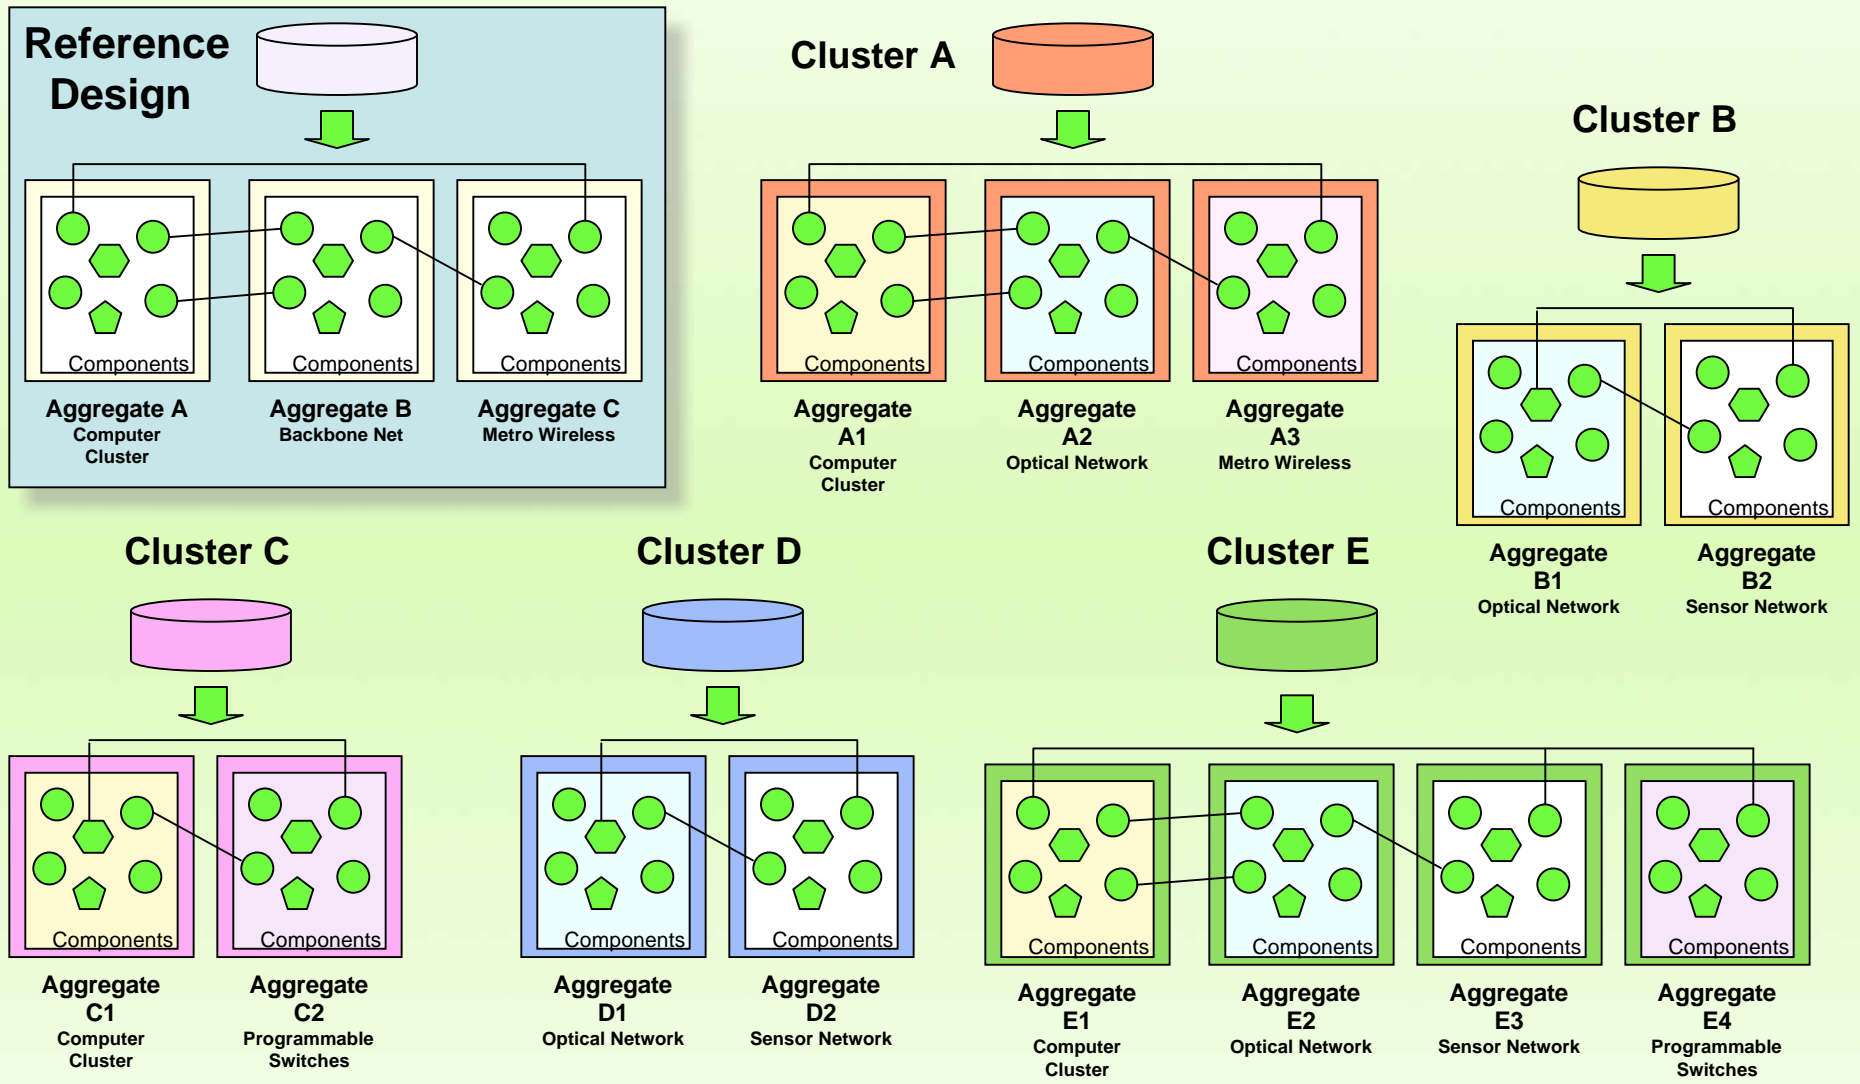 Reference
Design
Components
Components
Components
Aggregate A
Computer
Cluster
Aggregate B
Backbone Net
Aggregate C
Metro Wireless
Cluster A
Components
Components
Components
Aggregate
A1
Computer
Cluster
Aggregate
A2
Optical Network
Aggregate
A3
Metro Wireless
Cluster B
Components
Components
Aggregate
B1
Optical Network
Aggregate
B2
Sensor Network
Cluster C
Components
Components
Aggregate
C1
Computer
Cluster
Aggregate
C2
Programmable
Switches
Cluster D
Components
Components
Aggregate
D1
Optical Network
Aggregate
D2
Sensor Network
Cluster E
Components
Components
Components
Components
Aggregate
E1
Computer
Cluster
Aggregate
E2
Optical Network
Aggregate
E3
Sensor Network
Aggregate
E4
Programmable
Switches